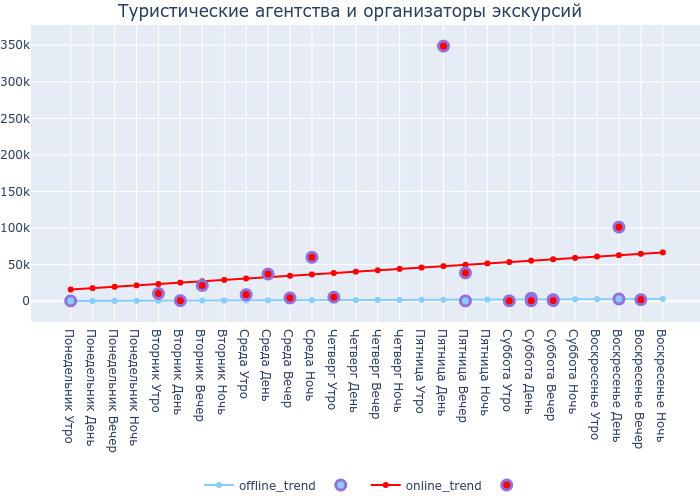 Туристические агентства и организаторы экскурсий
350k
300k
250k
200k
150k
100k
50k
0
Понедельник Утро
Понедельник День
Понедельник Вечер
Понедельник Ночь
Вторник Утро
Вторник День
Вторник Вечер
Вторник Ночь
Среда Утро
Среда День
Среда Вечер
Среда Ночь
Четверг Утро
Четверг День
Четверг Вечер
Четверг Ночь
Пятница Утро
Пятница День
Пятница Вечер
Пятница Ночь
Суббота Утро
Суббота День
Суббота Вечер
Суббота Ночь
Воскресенье Утро
Воскресенье День
Воскресенье Вечер
Воскресенье Ночь
offline_trend online_trend